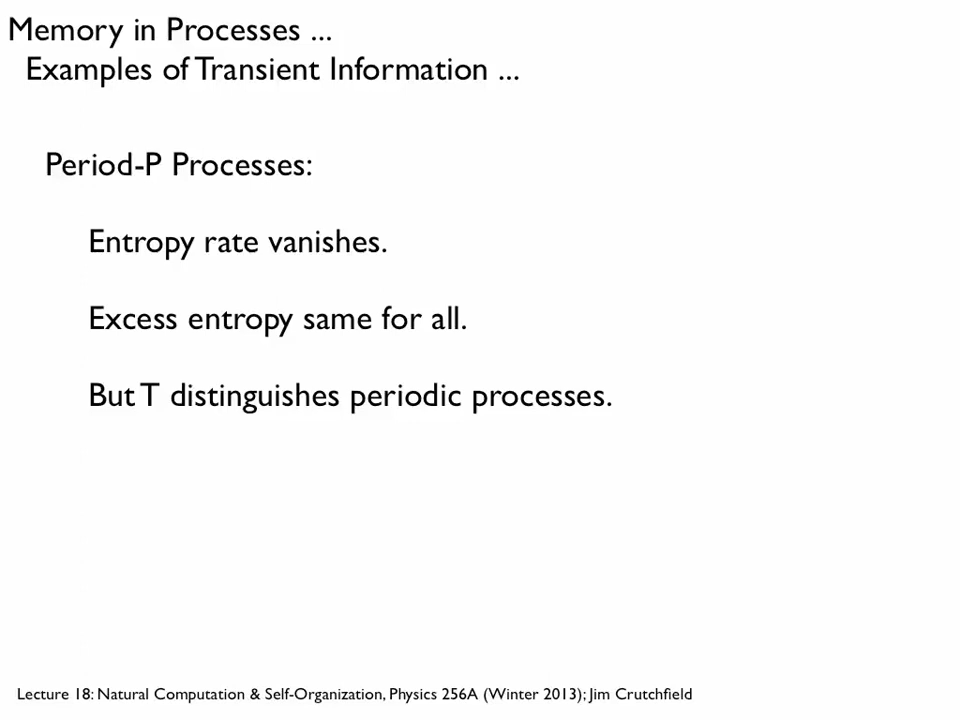 Memory in Processes ...
Examples of Transient Information ...
Period-P Processes:
Entropy rate vanishes.
Excess entropy same for all.
But T distinguishes periodic processes.
Lecture 18: Natural Computation & Self-Organization, Physics 256A (Winter 2013); Jim Crutchfield